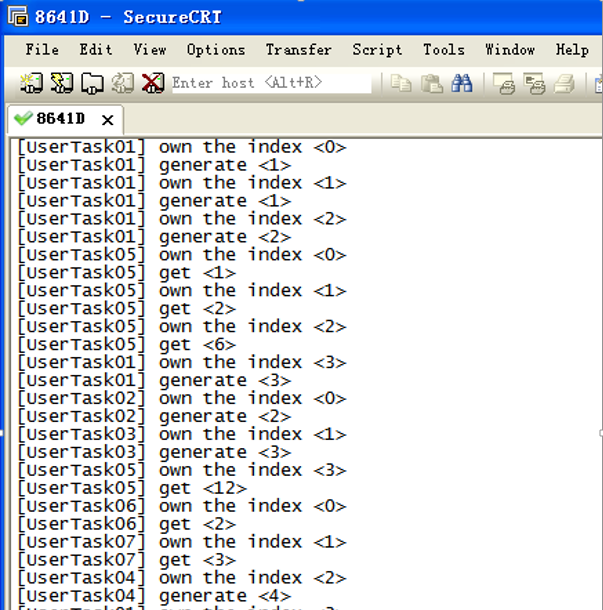 8641D - SecureCRT
File Edit View Options Transfer Script Tools Window Help
Enter host <Alt+R>
8641D
[UserTask01] own the index <0>
[UserTask01] generate <1>
[UserTask01] own the index <1>
[UserTask01] generate <1>
[UserTask01] own the index <2>
[UserTask01] generate <2>
[UserTask05] own the index <0>
[UserTask05] get <1>
[UserTask05] own the index <1>
[UserTask05] get <2>
[UserTask05] own the index <2>
[UserTask05] get <6>
[UserTask01] own the index <3>
[UserTask01] generate <3>
[UserTask02] own the index <0>
[UserTask02] generate <2>
[UserTask03] own the index <1>
[UserTask03] generate <3>
[UserTask05] own the index <3>
[UserTask05] get <12>
[UserTask06] own the index <0>
[UserTask06] get <2>
[UserTask07] own the index <1>
[UserTask07] get <3>
[UserTask04] own the index <2>
[UserTask04] generate <4>